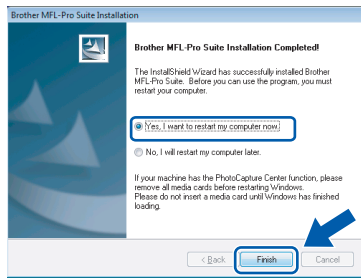 Brother MFL-Pro Suite Installation
Brother MFL-Pro Suite Installation Completed!
The InstallShield Wizard has successfully installed Brother
MFL-Pro Suite. Before you can use the program, you must
restart your computer.
Yes, I want to restart my computer now.
No, I will restart my computer later.
If your machine has the PhotoCapture Center function, please
remove all media cards before restarting Windows.
Please do not insert a media card until Windows has finished
loading.
< Back
Finish
Cancel